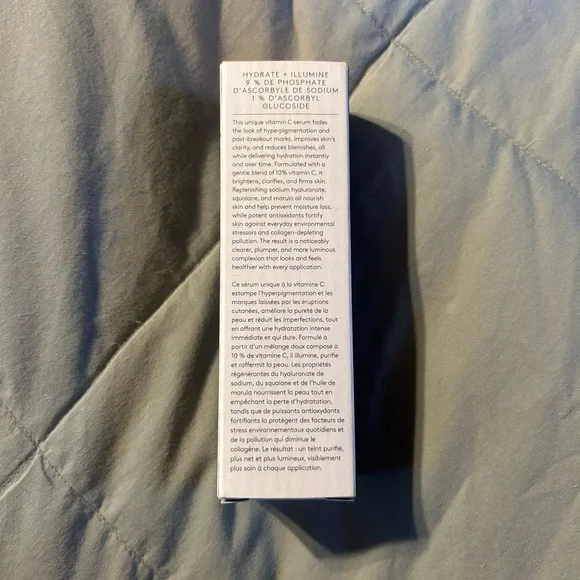 HYDRATE + ILLUMINE
9 % DE PHOSPHATE
D'ASCORBYLE DE SODIUM
1 % D'ASCORBYL
GLUCOSIDE
This unique vitamin C serum fades
the look of hyperpigmentation and
post-breakout marks, improves skin's
clarity, and reduces blemishes, all
while delivering hydration instantly
and over time. Formulated with a
gentle blend of 10% vitamin C, it
brightens, clarifies, and firms skin.
Replenishing sodium hyaluronate,
squalane, and marula oil nourish
skin and help prevent moisture loss,
while potent antioxidants fortify
skin against everyday environmental
stressors and collagen-depleting
pollution. The result is a noticeably
clearer, plumper, and more luminous
complexion that looks and feels
healthier with every application.
Ce sérum unique à la vitamine C
estompe l'hyperpigmentation et les
marques laissées par les éruptions
cutanées, améliore la pureté de la
peau et réduit les imperfections, tout
en offrant une hydratation intense
immédiate et qui dure. Formulé à
partir d'un mélange doux composé à
10 % de vitamine C, il illumine, purifie
et raffermit la peau. Les propriétés
régénérantes du hyaluronate de
sodium, du squalane et de l'huile de
marula nourrissent la peau tout en
empêchant la perte d'hydratation,
tandis que de puissants antioxydants
fortifiants la protègent des facteurs de
stress environnementaux quotidiens et
de la pollution qui diminue le
collagène. Le résultat : un teint purifié,
plus net et plus lumineux, visiblement
plus sain à chaque application.